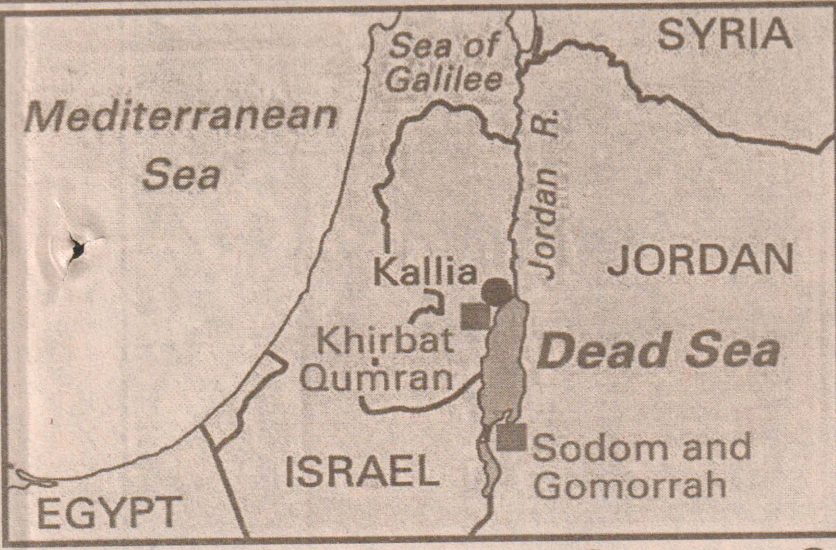 Sea of
Galilee
SYRIA
Mediterranean
Sea
Jordan R.
JORDAN
Kallia
Khirbat
Qumran
Dead Sea
ISRAEL
Sodom and
Gomorrah
EGYPT